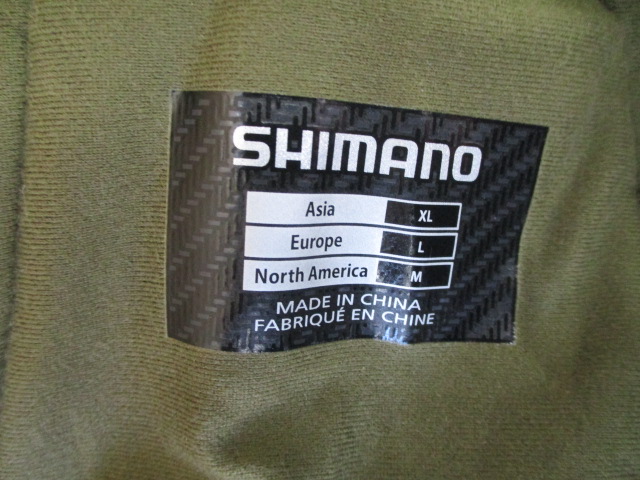 SHIMANO
Asia XL
Europe L
North America M
MADE IN CHINA
FABRIQUÉ EN CHINE